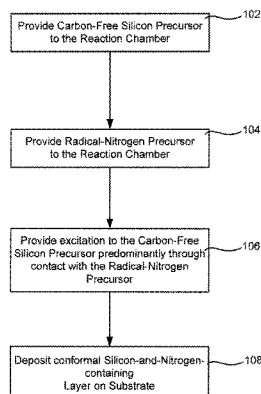 102
Provide Carbon-Free Silicon Precursor
to the Reaction Chamber
104
Provide Radical-Nitrogen Precursor
to the Reaction Chamber
Provide excitation to the Carbon-Free
Silicon Precursor predominantly through
contact with the Radical-Nitrogen
Precursor
106
Deposit conformal Silicon-and-Nitrogen-
containing
Layer on Substrate
108